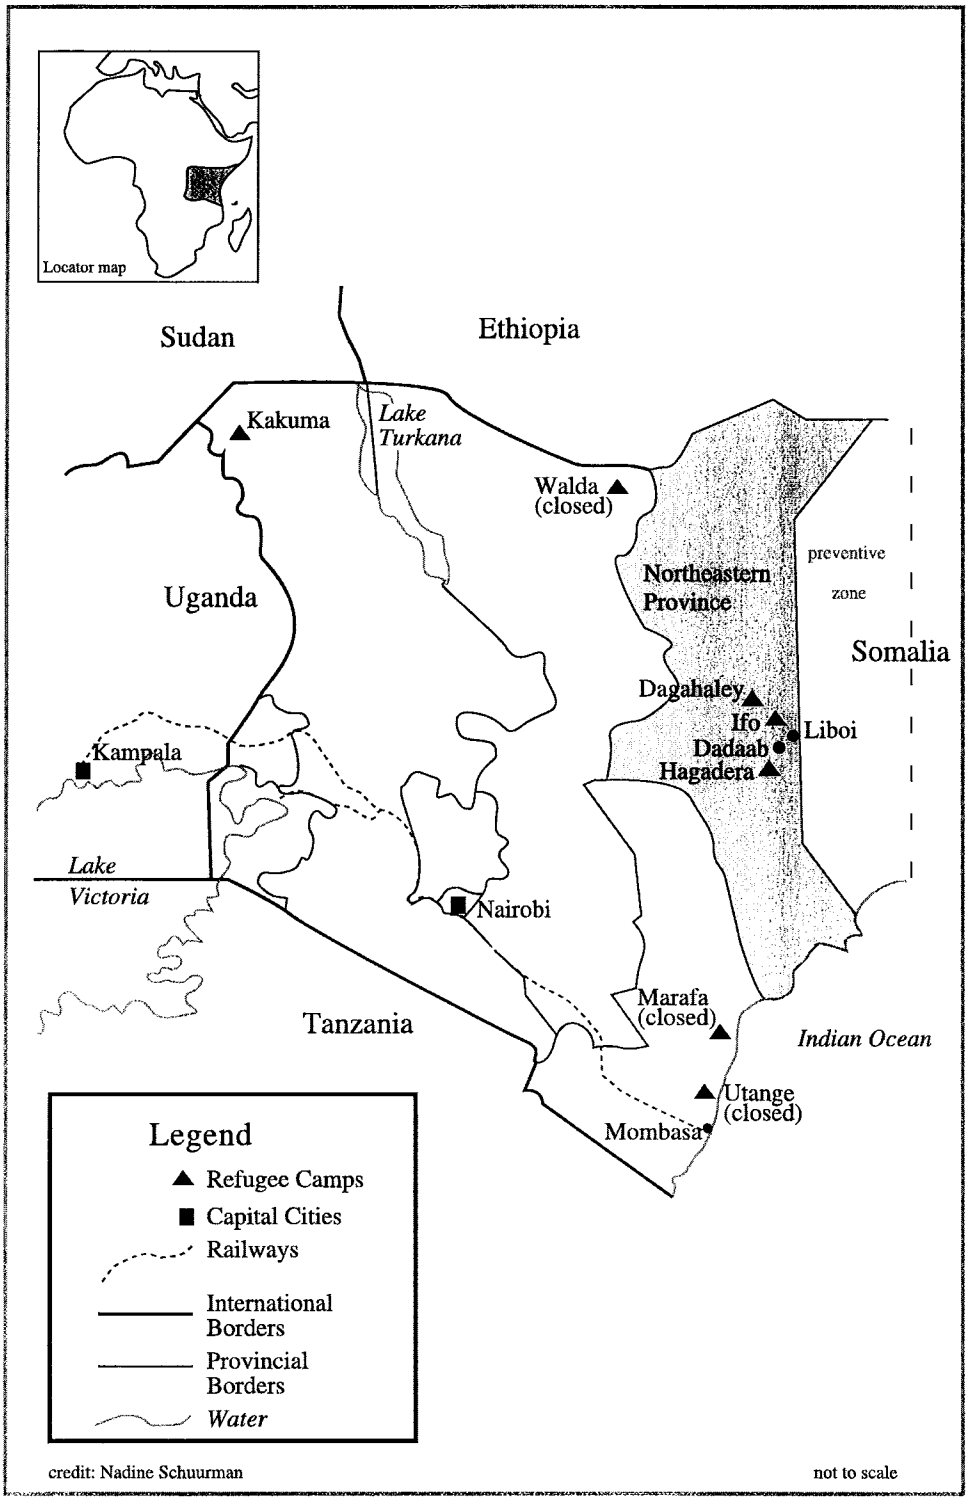 Locator map
Sudan
Ethiopia
Kakuma
Lake
Turkana
Walda
(closed)
preventive
zone
Northeastern
Province
Uganda
Somalia
Dagahaley
Ifo
Liboi
Dadaab
Hagadera
Kampala
Lake
Victoria
Nairobi
Marafa
(closed)
Tanzania
Indian Ocean
Utange
(closed)
Mombasa
Legend
Refugee Camps
Capital Cities
Railways
International
Borders
Provincial
Borders
Water
credit: Nadine Schuurman
not to scale